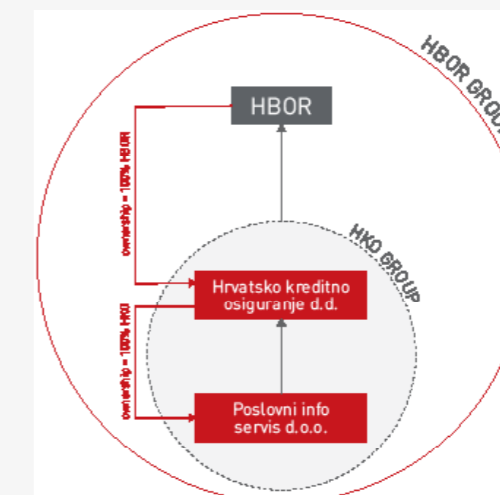 HBOR GROUP
HBOR
ownership = 100% HBOR
HKO GROUP
Hrvatsko kreditno
osiguranje d.d.
ownership = 100% HKO
Poslovni info
servis d.o.o.